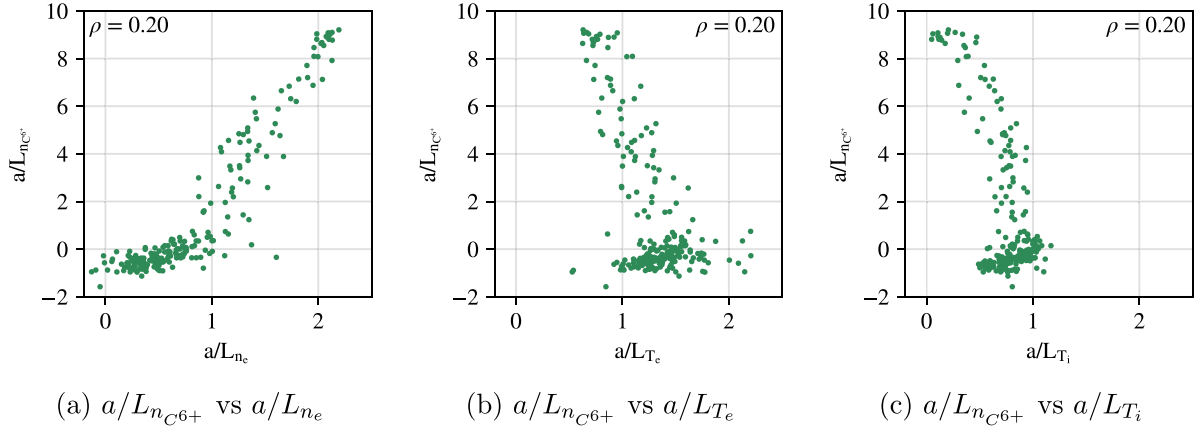 10
8
6
4
2
0
−2
a/L_{n_{C^{6+}}}
ρ = 0.20
0 1 2
a/L_{n_e}
10
8
6
4
2
0
−2
a/L_{n_{C^{6+}}}
ρ = 0.20
0 1 2
a/L_{T_e}
10
8
6
4
2
0
−2
a/L_{n_{C^{6+}}}
ρ = 0.20
0 1 2
a/L_{T_i}
(a) a/L_{n_{C^{6+}}} vs a/L_{n_e}
(b) a/L_{n_{C^{6+}}} vs a/L_{T_e}
(c) a/L_{n_{C^{6+}}} vs a/L_{T_i}